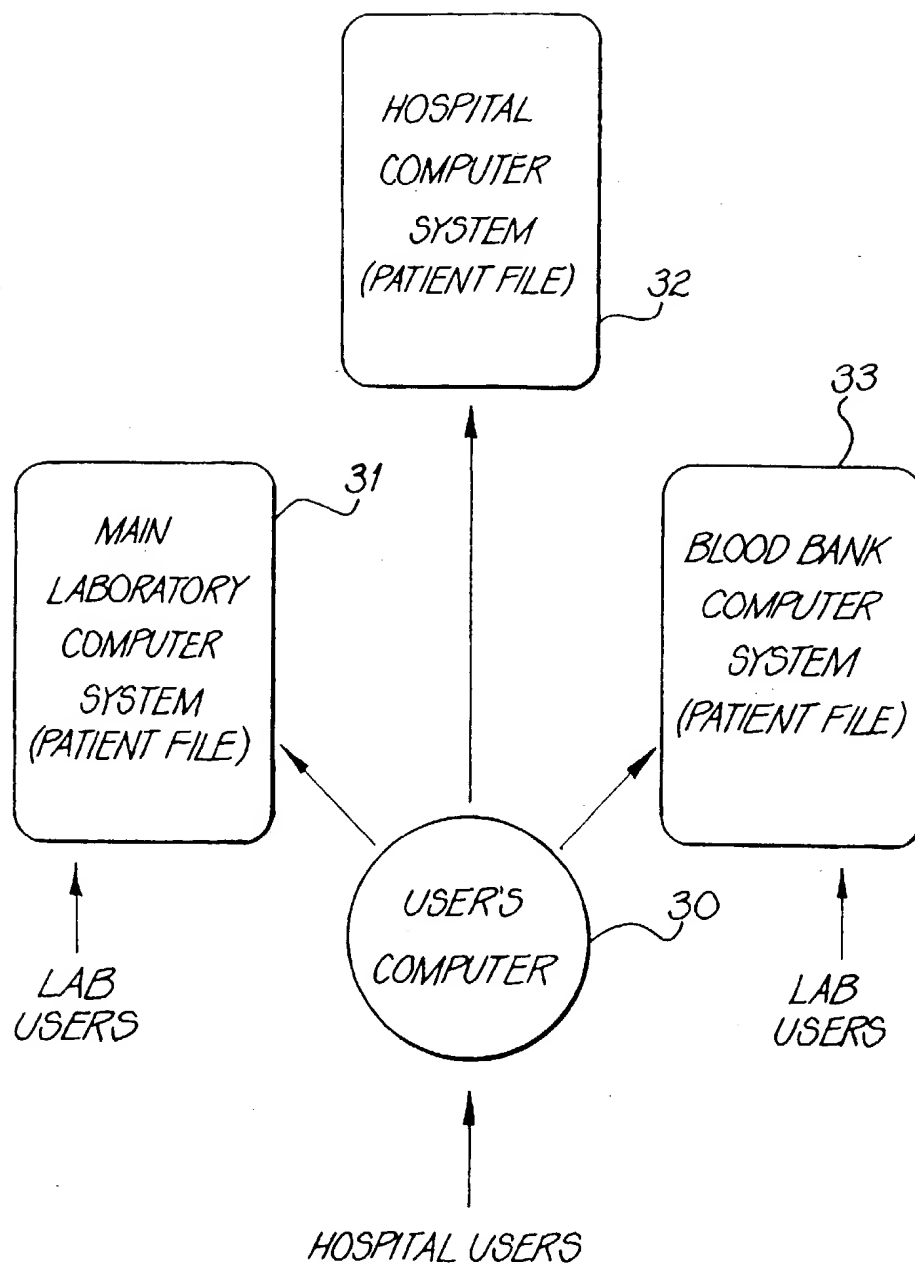 HOSPITAL
COMPUTER
SYSTEM
(PATIENT FILE)
32
33
31
MAIN
LABORATORY
COMPUTER
SYSTEM
(PATIENT FILE)
BLOOD BANK
COMPUTER
SYSTEM
(PATIENT FILE)
USER'S
COMPUTER
30
LAB
USERS
LAB
USERS
HOSPITAL USERS